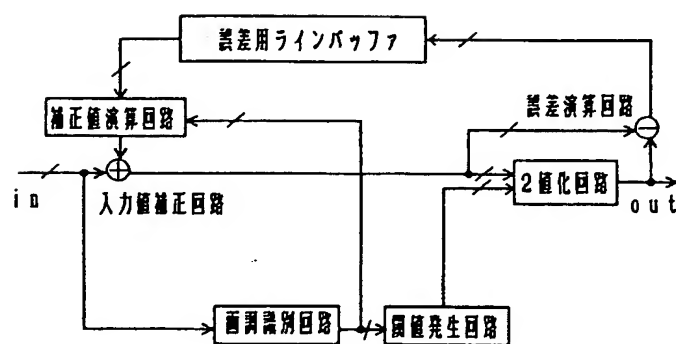 誤差用ラインバッファ
補正値演算回路
誤差演算回路
in
入力値補正回路
2値化回路
out
画調識別回路
閾値発生回路